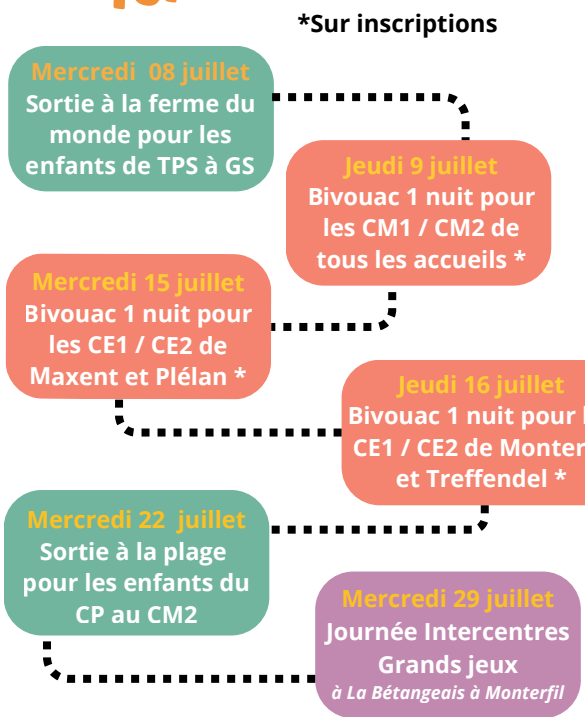 *Sur inscriptions
Mercredi 08 juillet
Sortie à la ferme du
monde pour les
enfants de TPS à GS
Jeudi 9 juillet
Bivouac 1 nuit pour
les CM1 / CM2 de
tous les accueils *
Mercredi 15 juillet
Bivouac 1 nuit pour
les CE1 / CE2 de
Maxent et Plélan *
Jeudi 16 juillet
Bivouac 1 nuit pour
CE1 / CE2 de
et Treffendel *
Mercredi 22 juillet
Sortie à la plage
pour les enfants du
CP au CM2
Mercredi 29 juillet
Journée Intercentres
Grands jeux
à La Bétangeais à Monterfil